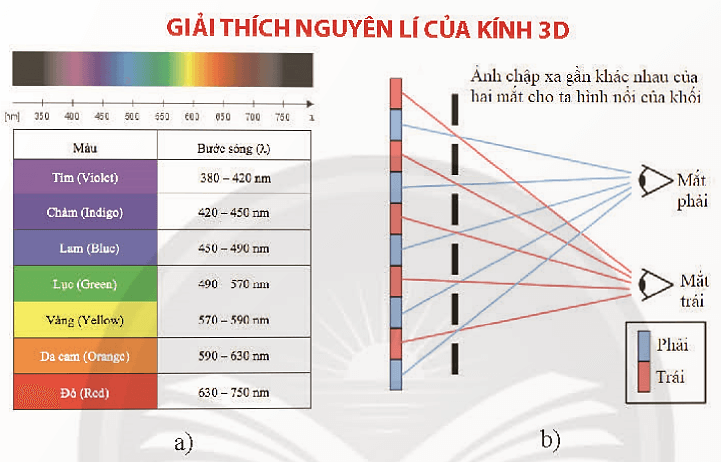 GIẢI THÍCH NGUYÊN LÍ CỦA KÍNH 3D
[nm] 350 400 450 500 550 600 650 700 750 λ
Màu Bước sóng (λ)
Tím (Violet) 380 – 420 nm
Chàm (Indigo) 420 – 450 nm
Lam (Blue) 450 – 490 nm
Lục (Green) 490 – 570 nm
Vàng (Yellow) 570 – 590 nm
Da cam (Orange) 590 – 630 nm
Đỏ (Red) 630 – 750 nm
a)
Ảnh chập xa gần khác nhau của
hai mắt cho ta hình nổi của khối
Mắt
phải
Mắt
trái
Phải
Trái
b)